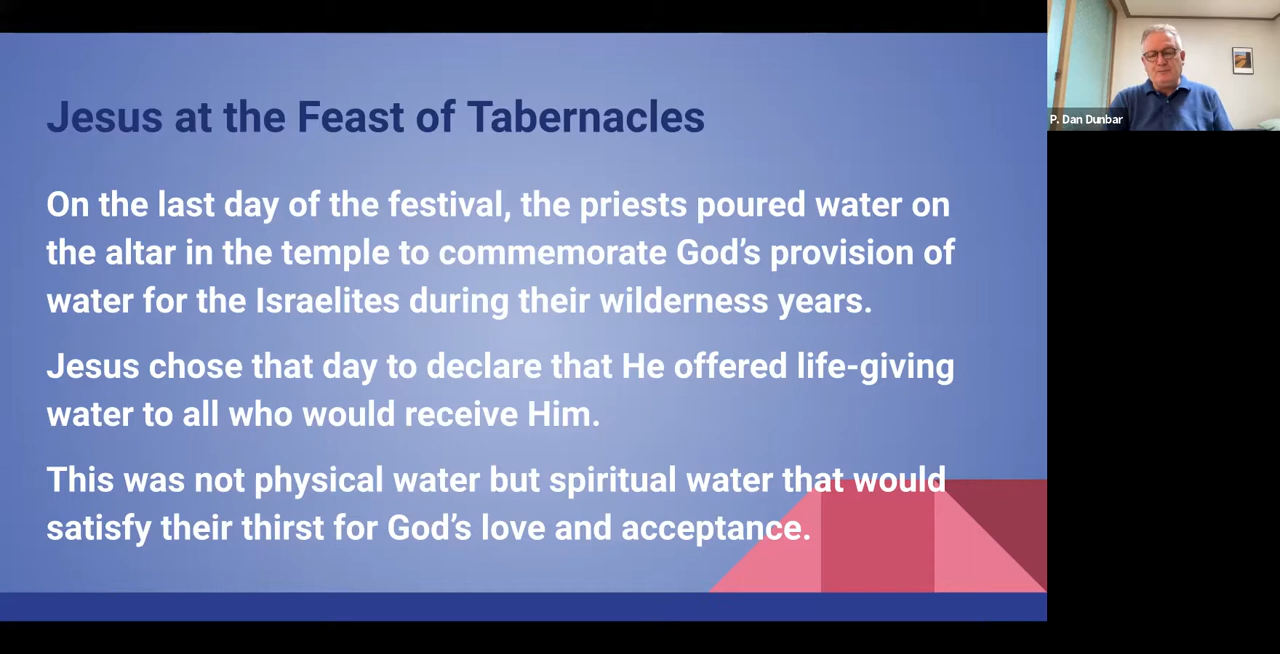 Jesus at the Feast of Tabernacles
On the last day of the festival, the priests poured water on
the altar in the temple to commemorate God’s provision of
water for the Israelites during their wilderness years.
Jesus chose that day to declare that He offered life-giving
water to all who would receive Him.
This was not physical water but spiritual water that would
satisfy their thirst for God’s love and acceptance.
P. Dan Dunbar